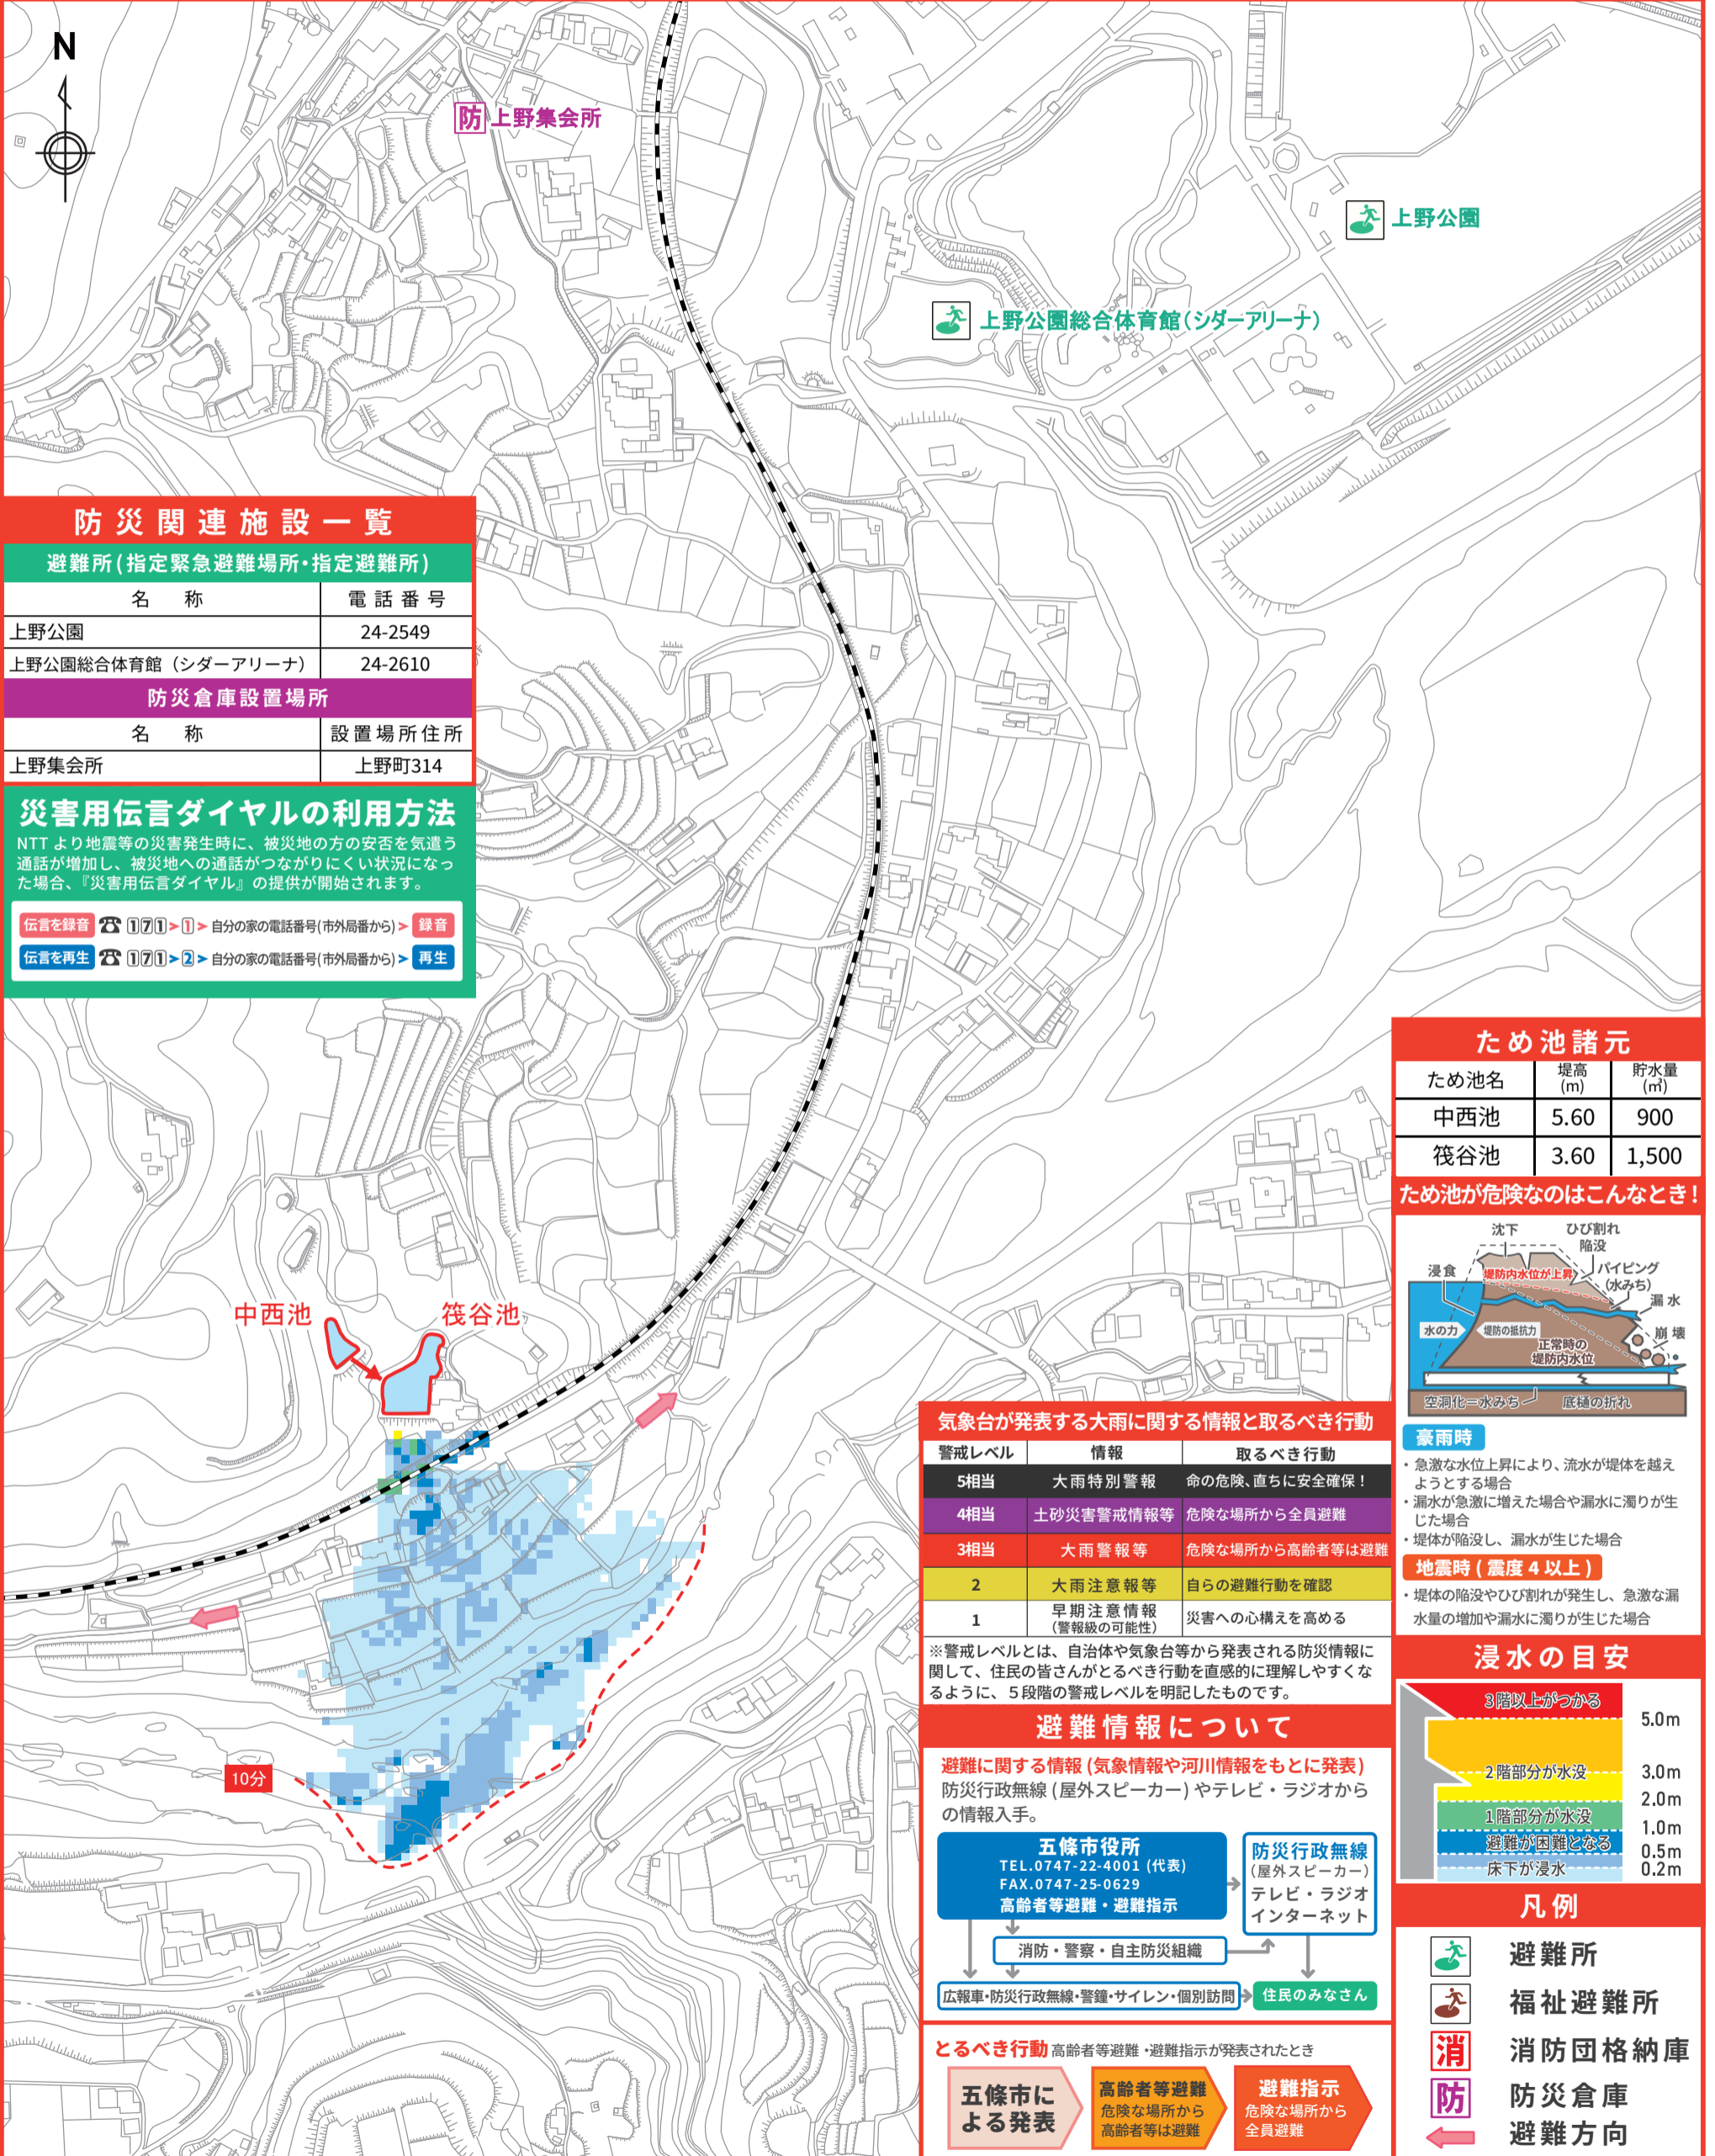 N
防 上野集会所
上野公園
上野公園総合体育館(シダーアリーナ)
防災関連施設一覧
避難所(指定緊急避難場所・指定避難所)
名　称　電話番号
上野公園　24-2549
上野公園総合体育館（シダーアリーナ）　24-2610
防災倉庫設置場所
名　称　設置場所住所
上野集会所　上野町314
災害用伝言ダイヤルの利用方法
NTT より地震等の災害発生時に、被災地の方の安否を気遣う
通話が増加し、被災地への通話がつながりにくい状況になっ
た場合、『災害用伝言ダイヤル』の提供が開始されます。
伝言を録音 ☎ 171>1> 自分の家の電話番号(市外局番から) > 録音
伝言を再生 ☎ 171>2> 自分の家の電話番号(市外局番から) > 再生
中西池
筏谷池
10分
ため池諸元
ため池名　堤高(m)　貯水量(㎥)
中西池　5.60　900
筏谷池　3.60　1,500
ため池が危険なのはこんなとき!
沈下
ひび割れ
陥没
浸食
堤防内水位が上昇
パイピング
(水みち)
漏水
水の力
堤防の抵抗力
崩壊
正常時の
堤防内水位
空洞化＝水みち
底樋の折れ
豪雨時
・急激な水位上昇により、流水が堤体を越え
ようとする場合
・漏水が急激に増えた場合や漏水に濁りが生
じた場合
・堤体が陥没し、漏水が生じた場合
地震時(震度4以上)
・堤体の陥没やひび割れが発生し、急激な漏
水量の増加や漏水に濁りが生じた場合
浸水の目安
3階以上がつかる
5.0m
2階部分が水没
3.0m
2.0m
1階部分が水没
1.0m
避難が困難となる
0.5m
床下が浸水
0.2m
凡例
避難所
福祉避難所
消 消防団格納庫
防 防災倉庫
避難方向
気象台が発表する大雨に関する情報と取るべき行動
警戒レベル　情報　取るべき行動
5相当　大雨特別警報　命の危険、直ちに安全確保！
4相当　土砂災害警戒情報等　危険な場所から全員避難
3相当　大雨警報等　危険な場所から高齢者等は避難
2　大雨注意報等　自らの避難行動を確認
1　早期注意情報(警報級の可能性)　災害への心構えを高める
※警戒レベルとは、自治体や気象台等から発表される防災情報に
関して、住民の皆さんがとるべき行動を直感的に理解しやすくな
るように、５段階の警戒レベルを明記したものです。
避難情報について
避難に関する情報(気象情報や河川情報をもとに発表)
防災行政無線(屋外スピーカー)やテレビ・ラジオから
の情報入手。
五條市役所
TEL.0747-22-4001 (代表)
FAX.0747-25-0629
高齢者等避難・避難指示
防災行政無線
(屋外スピーカー)
テレビ・ラジオ
インターネット
消防・警察・自主防災組織
広報車・防災行政無線・警鐘・サイレン・個別訪問
住民のみなさん
とるべき行動 高齢者等避難・避難指示が発表されたとき
五條市に
よる発表
高齢者等避難
危険な場所から
高齢者等は避難
避難指示
危険な場所から
全員避難